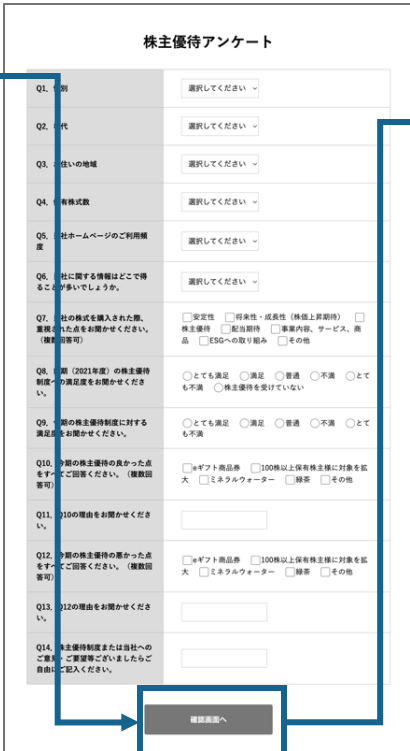 株主優待アンケート
Q1. 別
選択してください
Q2. 代
選択してください
Q3. 住いの地域
選択してください
Q4. 有株式数
選択してください
Q5. 社ホームページのご利用頻
度
選択してください
Q6. 社に関する情報はどこで得
ることが多いでしょうか。
選択してください
Q7. 社の株式を購入された際、
重視された点をお聞かせください。
（複数回答可）
安定性 将来性・成長性（株価上昇期待）
株主優待 配当期待 事業内容、サービス、商
品 ESGへの取り組み その他
Q8. 期（2021年度）の株主優待
制度への満足度をお聞かせくださ
い。
とても満足 満足 普通 不満 とて
も不満 株主優待を受けていない
Q9. 期の株主優待制度に対する
満足度をお聞かせください。
とても満足 満足 普通 不満 とて
も不満
Q10. 今期の株主優待の良かった点
をすべてご回答ください。（複数回
答可）
eギフト商品券 100株以上保有株主様に対象を拡
大 ミネラルウォーター 緑茶 その他
Q11. Q10の理由をお聞かせくださ
い。
Q12. 今期の株主優待の悪かった点
をすべてご回答ください。（複数回
答可）
eギフト商品券 100株以上保有株主様に対象を拡
大 ミネラルウォーター 緑茶 その他
Q13. Q12の理由をお聞かせくださ
い。
Q14. 株主優待制度または当社への
ご意見・ご要望等ございましたらご
自由にご記入ください。
確認画面へ